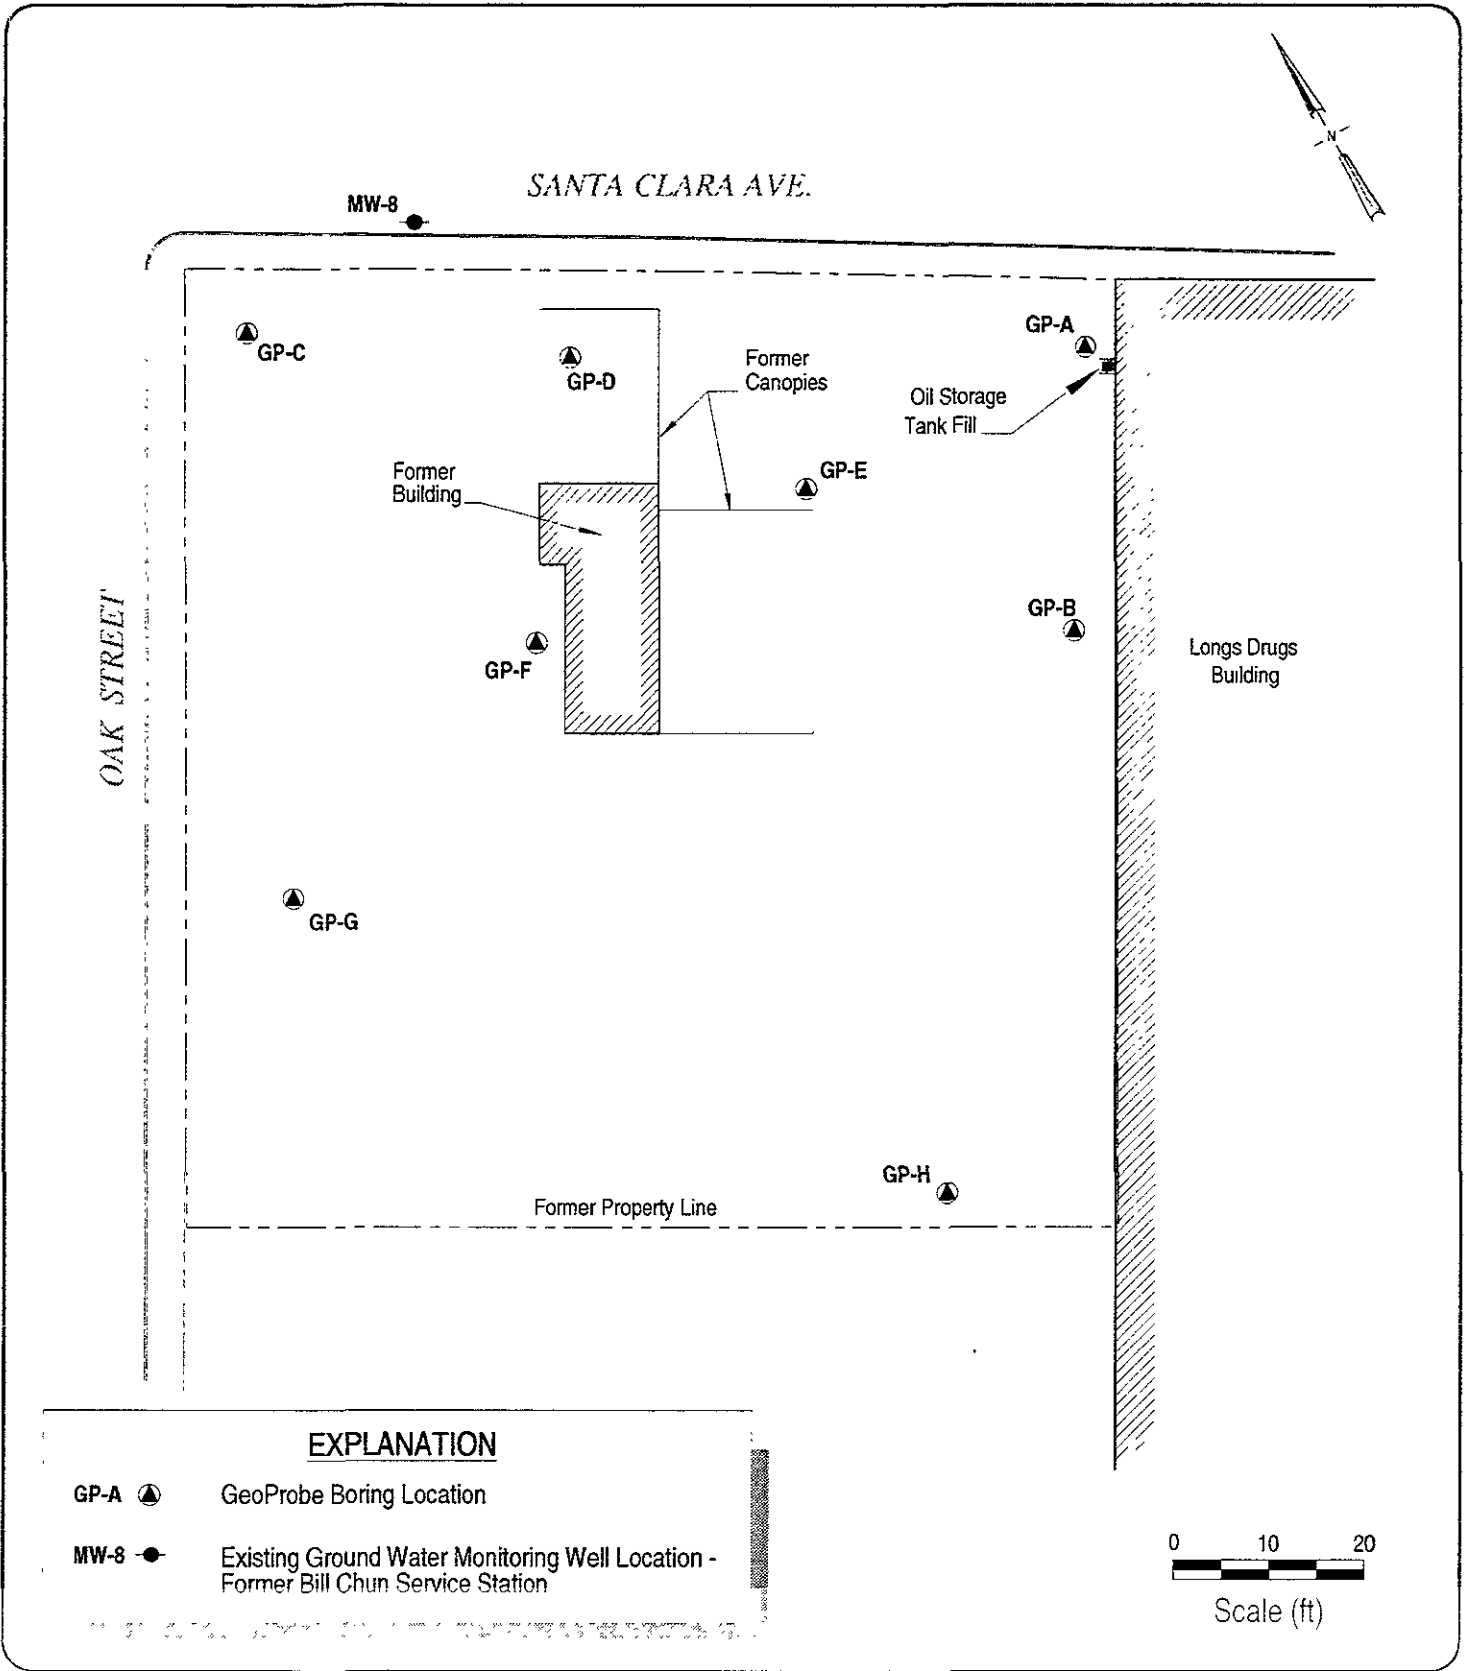 N
SANTA CLARA AVE.
MW-8
GP-A
GP-C
Former
Canopies
GP-D
Oil Storage
Tank Fill
GP-E
Former
Building
OAK STREET
GP-B
Longs Drugs
Building
GP-F
GP-G
GP-H
Former Property Line
EXPLANATION
GP-A GeoProbe Boring Location
MW-8 Existing Ground Water Monitoring Well Location -
Former Bill Chun Service Station
0 10 20
Scale (ft)